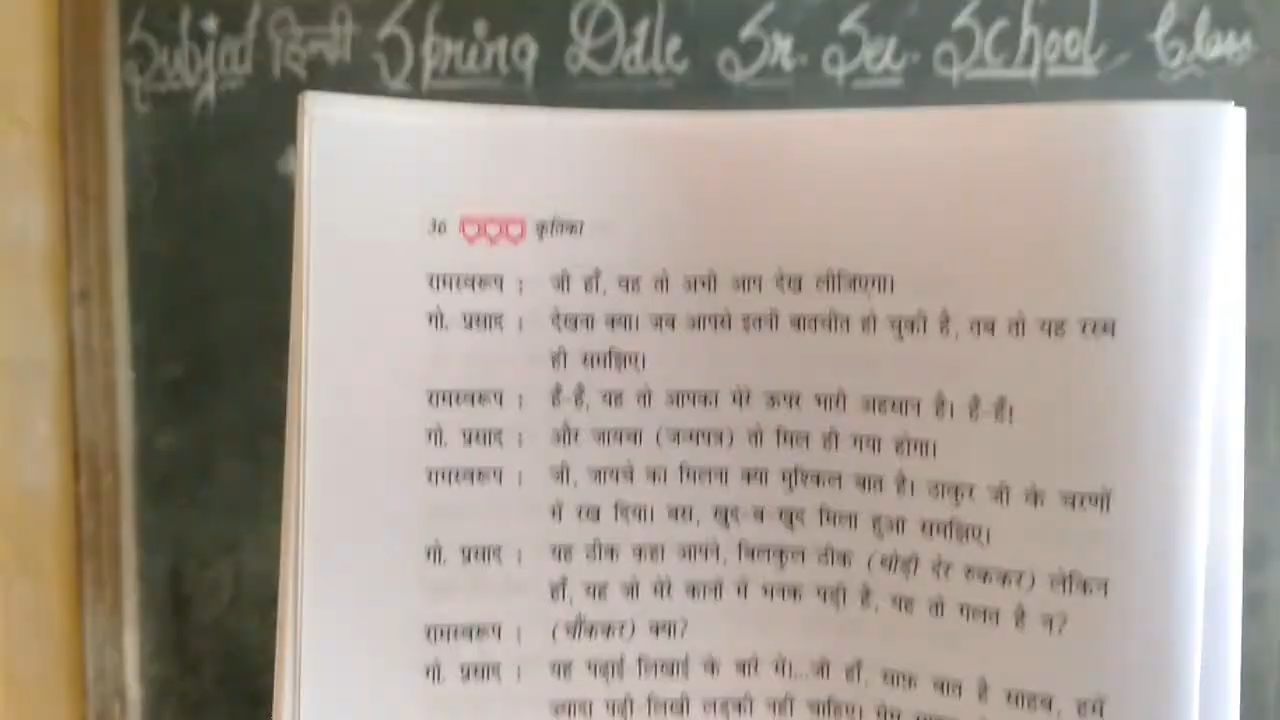 Subject हिन्दी Spring Dale Sr. Sec. School Class
36 कृतिका
रामस्वरूप : जी हाँ, वह तो अभी आप देख लीजिएगा।
गो. प्रसाद : देखना क्या। जब आपसे इतनी बातचीत हो चुकी है, तब तो यह रस्म
ही समझिए।
रामस्वरूप : हँ-हँ, यह तो आपका मेरे ऊपर भारी अहसान है। हँ-हँ!
गो. प्रसाद : और जायचा (जन्मपत्र) तो मिल ही गया होगा।
रामस्वरूप : जी, जायचे का मिलना क्या मुश्किल बात है। ठाकुर जी के चरणों
में रख दिया। बस, खुद-ब-खुद मिला हुआ समझिए।
गो. प्रसाद : यह ठीक कहा आपने, बिलकुल ठीक (थोड़ी देर रुककर) लेकिन
हाँ, यह जो मेरे कानों में भनक पड़ी है, यह तो गलत है न?
रामस्वरूप : (चौंककर) क्या?
गो. प्रसाद : यह पढ़ाई-लिखाई के बारे में!...जी हाँ, साफ़ बात है साहब, हमें
ज़्यादा पढ़ी-लिखी लड़की नहीं चाहिए। मेम